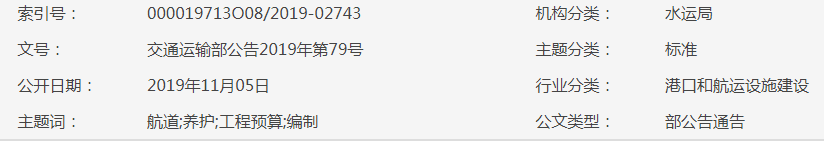 索引号： 000019713O08/2019-02743 机构分类： 水运局
文号： 交通运输部公告2019年第79号 主题分类： 标准
公开日期： 2019年11月05日 行业分类： 港口和航运设施建设
主题词： 航道;养护;工程预算;编制 公文类型： 部公告通告